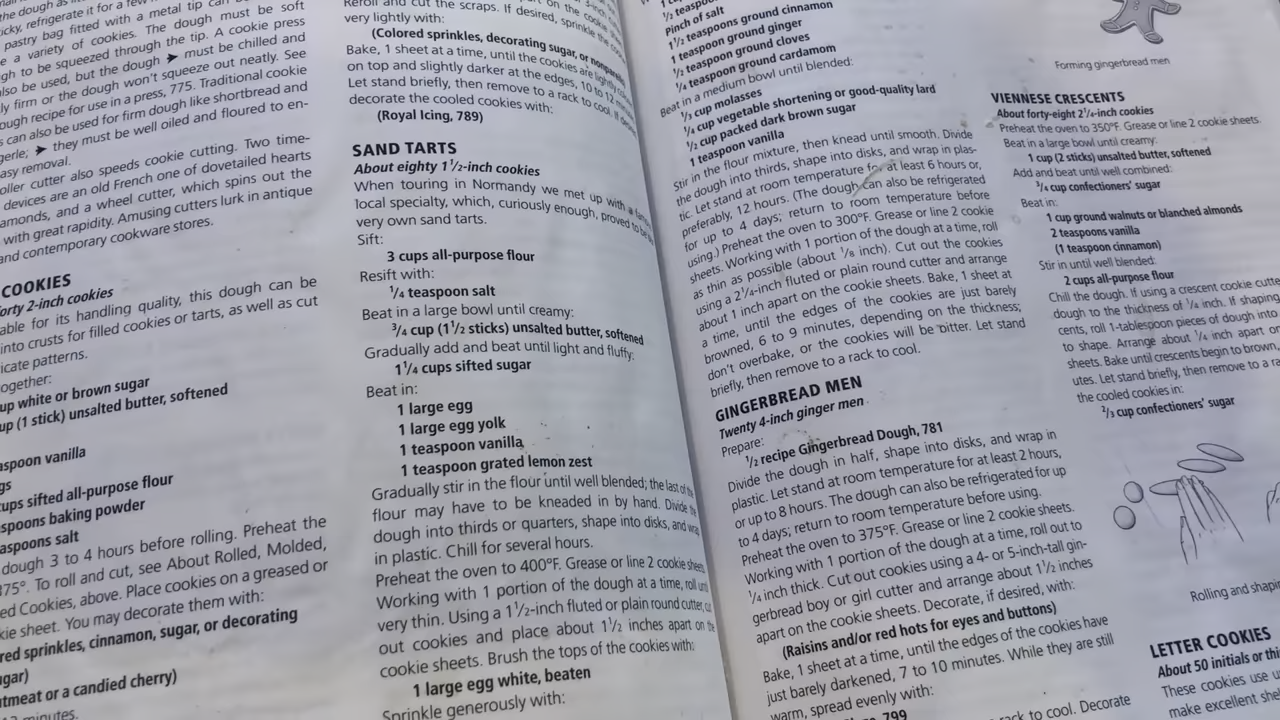 the dough as
icky, refrigerate it for a few
pastry bag fitted with a metal tip can
e a variety of cookies. The dough must be soft
gh to be squeezed through the tip. A cookie press
lso be used, but the dough ➤ must be chilled and
ly firm or the dough won't squeeze out neatly. See
ough recipe for use in a press, 775. Traditional cookie
s can also be used for firm dough like shortbread and
gerle; ➤ they must be well oiled and floured to en-
asy removal.
oller cutter also speeds cookie cutting. Two time-
devices are an old French one of dovetailed hearts
amonds, and a wheel cutter, which spins out the
with great rapidity. Amusing cutters lurk in antique
and contemporary cookware stores.
COOKIES
forty 2-inch cookies
able for its handling quality, this dough can be
into crusts for filled cookies or tarts, as well as cut
icate patterns.
ogether:
up white or brown sugar
up (1 stick) unsalted butter, softened
aspoon vanilla
gs
cups sifted all-purpose flour
spoons baking powder
aspoons salt
dough 3 to 4 hours before rolling. Preheat the
375°. To roll and cut, see About Rolled, Molded,
ed Cookies, above. Place cookies on a greased or
kie sheet. You may decorate them with:
red sprinkles, cinnamon, sugar, or decorating
gar)
utmeat or a candied cherry)
minutes.
Reroll and cut the scraps. If desired, sprinkle the
very lightly with:
(Colored sprinkles, decorating sugar, or nonpareils)
Bake, 1 sheet at a time, until the cookies are lightly
on top and slightly darker at the edges, 10 to 12
Let stand briefly, then remove to a rack to cool. If
decorate the cooled cookies with:
(Royal Icing, 789)
SAND TARTS
About eighty 1½-inch cookies
When touring in Normandy we met up with a
local specialty, which, curiously enough, proved to be
very own sand tarts.
Sift:
3 cups all-purpose flour
Resift with:
¼ teaspoon salt
Beat in a large bowl until creamy:
¾ cup (1½ sticks) unsalted butter, softened
Gradually add and beat until light and fluffy:
1¼ cups sifted sugar
Beat in:
1 large egg
1 large egg yolk
1 teaspoon vanilla
1 teaspoon grated lemon zest
Gradually stir in the flour until well blended; the last of the
flour may have to be kneaded in by hand. Divide the
dough into thirds or quarters, shape into disks, and wrap
in plastic. Chill for several hours.
Preheat the oven to 400°F. Grease or line 2 cookie sheets.
Working with 1 portion of the dough at a time, roll until
very thin. Using a 1½-inch fluted or plain round cutter, cut
out cookies and place about 1½ inches apart on the
cookie sheets. Brush the tops of the cookies with:
1 large egg white, beaten
Sprinkle generously with:
½ teaspoon
Pinch of salt
1½ teaspoons ground cinnamon
1 teaspoon ground ginger
½ teaspoon ground cloves
¼ teaspoon ground cardamom
Beat in a medium bowl until blended:
⅓ cup molasses
¼ cup vegetable shortening or good-quality lard
½ cup packed dark brown sugar
1 teaspoon vanilla
Stir in the flour mixture, then knead until smooth. Divide
the dough into thirds, shape into disks, and wrap in plas-
tic. Let stand at room temperature for at least 6 hours or,
preferably, 12 hours. (The dough can also be refrigerated
for up to 4 days; return to room temperature before
using.) Preheat the oven to 300°F. Grease or line 2 cookie
sheets. Working with 1 portion of the dough at a time, roll
as thin as possible (about ⅛ inch). Cut out the cookies
using a 2¼-inch fluted or plain round cutter and arrange
about 1 inch apart on the cookie sheets. Bake, 1 sheet at
a time, until the edges of the cookies are just barely
browned, 6 to 9 minutes, depending on the thickness;
don't overbake, or the cookies will be bitter. Let stand
briefly, then remove to a rack to cool.
GINGERBREAD MEN
Twenty 4-inch ginger men
Prepare:
½ recipe Gingerbread Dough, 781
Divide the dough in half, shape into disks, and wrap in
plastic. Let stand at room temperature for at least 2 hours,
or up to 8 hours. The dough can also be refrigerated for up
to 4 days; return to room temperature before using.
Preheat the oven to 375°F. Grease or line 2 cookie sheets.
Working with 1 portion of the dough at a time, roll out to
¼ inch thick. Cut out cookies using a 4- or 5-inch-tall gin-
gerbread boy or girl cutter and arrange about 1½ inches
apart on the cookie sheets. Decorate, if desired, with:
(Raisins and/or red hots for eyes and buttons)
Bake, 1 sheet at a time, until the edges of the cookies have
just barely darkened, 7 to 10 minutes. While they are still
warm, spread evenly with:
799
rack to cool. Decorate
Forming gingerbread men
VIENNESE CRESCENTS
About forty-eight 2¼-inch cookies
Preheat the oven to 350°F. Grease or line 2 cookie sheets.
Beat in a large bowl until creamy:
1 cup (2 sticks) unsalted butter, softened
Add and beat until well combined:
¾ cup confectioners' sugar
Beat in:
1 cup ground walnuts or blanched almonds
2 teaspoons vanilla
(1 teaspoon cinnamon)
Stir in until well blended:
2 cups all-purpose flour
Chill the dough. If using a crescent cookie cutte
dough to the thickness of ¼ inch. If shaping
cents, roll 1-tablespoon pieces of dough into
to shape. Arrange about ¼ inch apart on
sheets. Bake until crescents begin to brown,
utes. Let stand briefly, then remove to a ra
the cooled cookies in:
⅔ cup confectioners' sugar
Rolling and shapi
LETTER COOKIES
About 50 initials or thi
These cookies use u
make excellent she